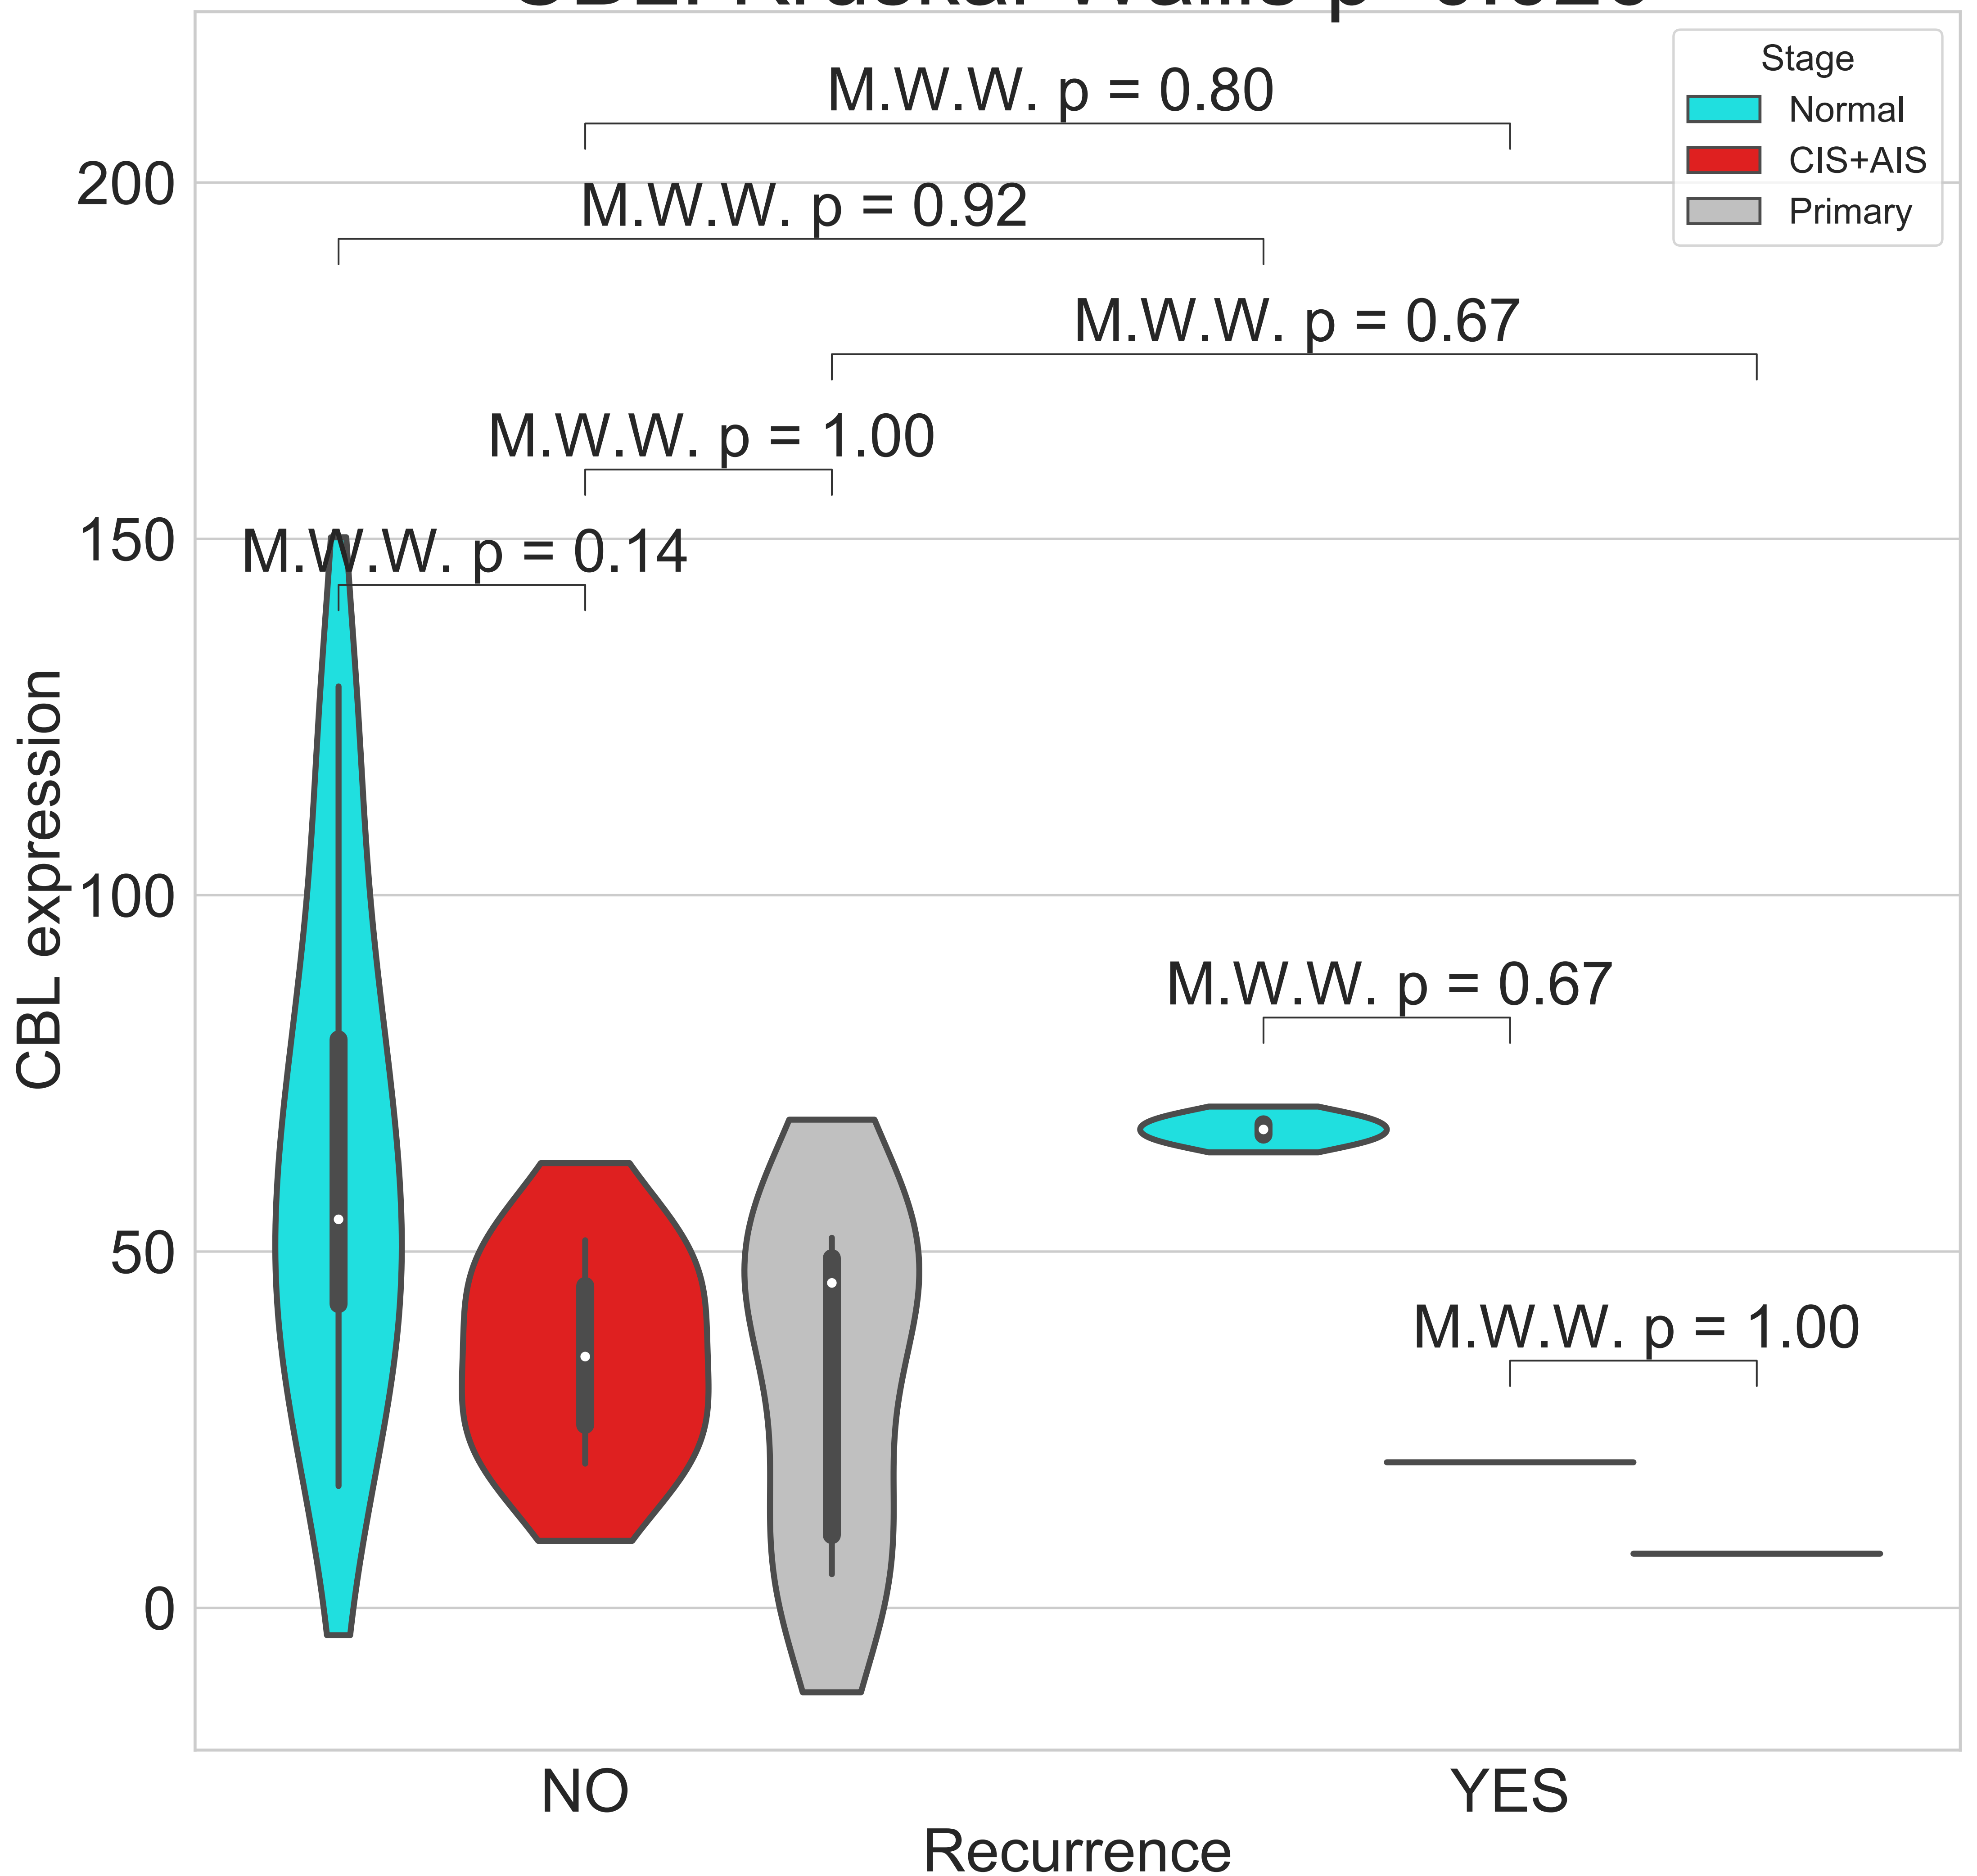 Stage
Normal
CIS+AIS
Primary
M.W.W. p = 0.80
M.W.W. p = 0.92
M.W.W. p = 0.67
M.W.W. p = 1.00
M.W.W. p = 0.14
M.W.W. p = 0.67
M.W.W. p = 1.00
200
150
100
50
0
CBL expression
NO
YES
Recurrence